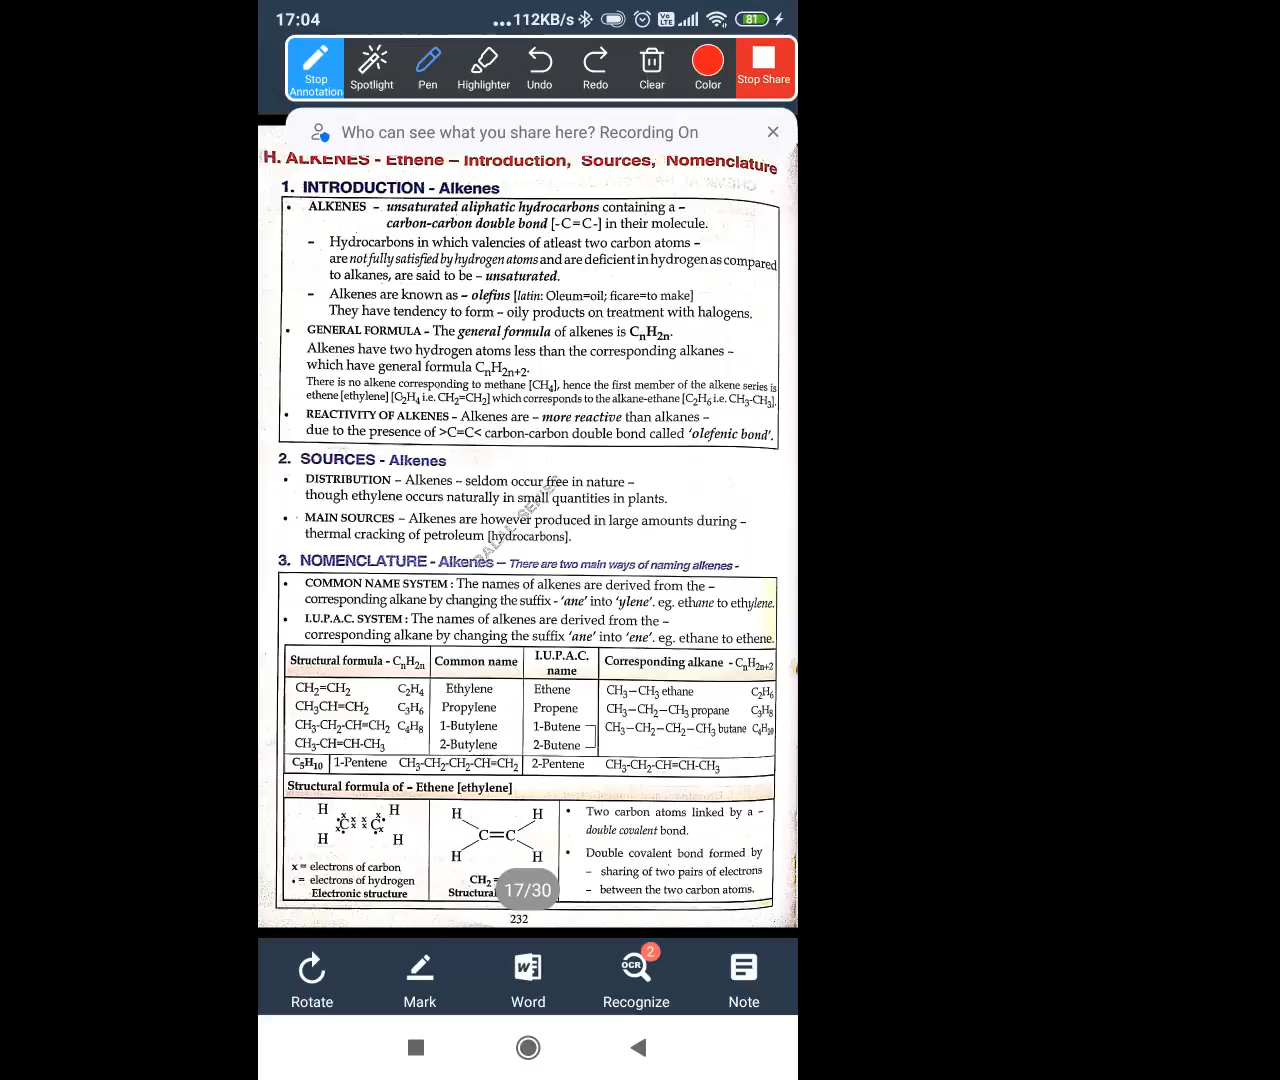 17:04
...112KB/s Vo LTE 81
Stop Annotation
Spotlight
Pen
Highlighter
Undo
Redo
Clear
Color
Stop Share
Who can see what you share here? Recording On
H. ALKENES - Ethene – Introduction, Sources, Nomenclature
1. INTRODUCTION - Alkenes
• ALKENES – unsaturated aliphatic hydrocarbons containing a –
carbon-carbon double bond [-C=C-] in their molecule.
– Hydrocarbons in which valencies of atleast two carbon atoms –
are not fully satisfied by hydrogen atoms and are deficient in hydrogen as compared
to alkanes, are said to be – unsaturated.
– Alkenes are known as – olefins [latin: Oleum=oil; ficare=to make]
They have tendency to form – oily products on treatment with halogens.
• GENERAL FORMULA – The general formula of alkenes is CnH2n.
Alkenes have two hydrogen atoms less than the corresponding alkanes –
which have general formula CnH2n+2.
There is no alkene corresponding to methane [CH4], hence the first member of the alkene series is
ethene [ethylene] [C2H4 i.e. CH2=CH2] which corresponds to the alkane-ethane [C2H6 i.e. CH3-CH3].
• REACTIVITY OF ALKENES – Alkenes are – more reactive than alkanes –
due to the presence of >C=C< carbon-carbon double bond called 'olefenic bond'.
2. SOURCES - Alkenes
• DISTRIBUTION – Alkenes – seldom occur free in nature –
though ethylene occurs naturally in small quantities in plants.
• MAIN SOURCES – Alkenes are however produced in large amounts during –
thermal cracking of petroleum [hydrocarbons].
DALAL SERIES
3. NOMENCLATURE - Alkenes – There are two main ways of naming alkenes -
• COMMON NAME SYSTEM : The names of alkenes are derived from the –
corresponding alkane by changing the suffix - 'ane' into 'ylene'. eg. ethane to ethylene.
• I.U.P.A.C. SYSTEM : The names of alkenes are derived from the –
corresponding alkane by changing the suffix 'ane' into 'ene'. eg. ethane to ethene.
Structural formula - CnH2n Common name I.U.P.A.C. name Corresponding alkane - CnH2n+2
CH2=CH2 C2H4 Ethylene Ethene CH3–CH3 ethane C2H6
CH3CH=CH2 C3H6 Propylene Propene CH3–CH2–CH3 propane C3H8
CH3-CH2-CH=CH2 C4H8 1-Butylene 1-Butene CH3–CH2–CH2–CH3 butane C4H10
CH3-CH=CH-CH3 2-Butylene 2-Butene
C5H10 1-Pentene CH3-CH2-CH2-CH=CH2 2-Pentene CH3-CH2-CH=CH-CH3
Structural formula of – Ethene [ethylene]
H H H H
C C C=C
H H H H
x = electrons of carbon
• = electrons of hydrogen
Electronic structure
CH2 =
Structural
• Two carbon atoms linked by a –
double covalent bond.
• Double covalent bond formed by
– sharing of two pairs of electrons
– between the two carbon atoms.
17/30
232
Rotate
Mark
W
Word
OCR 2
Recognize
Note